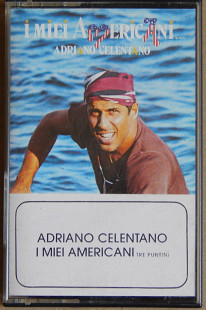 I MIEI AMERICANI...
ADRIANO CELENTANO
ADRIANO CELENTANO
I MIEI AMERICANI (TRE PUNTINI)